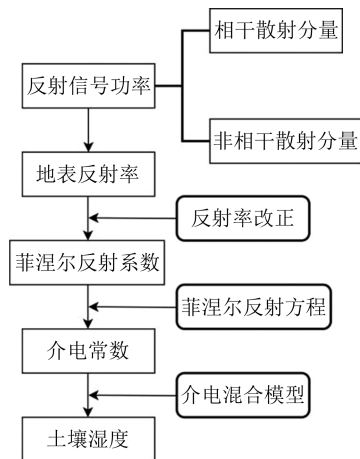 相干散射分量
反射信号功率
非相干散射分量
地表反射率
反射率改正
菲涅尔反射系数
菲涅尔反射方程
介电常数
介电混合模型
土壤湿度